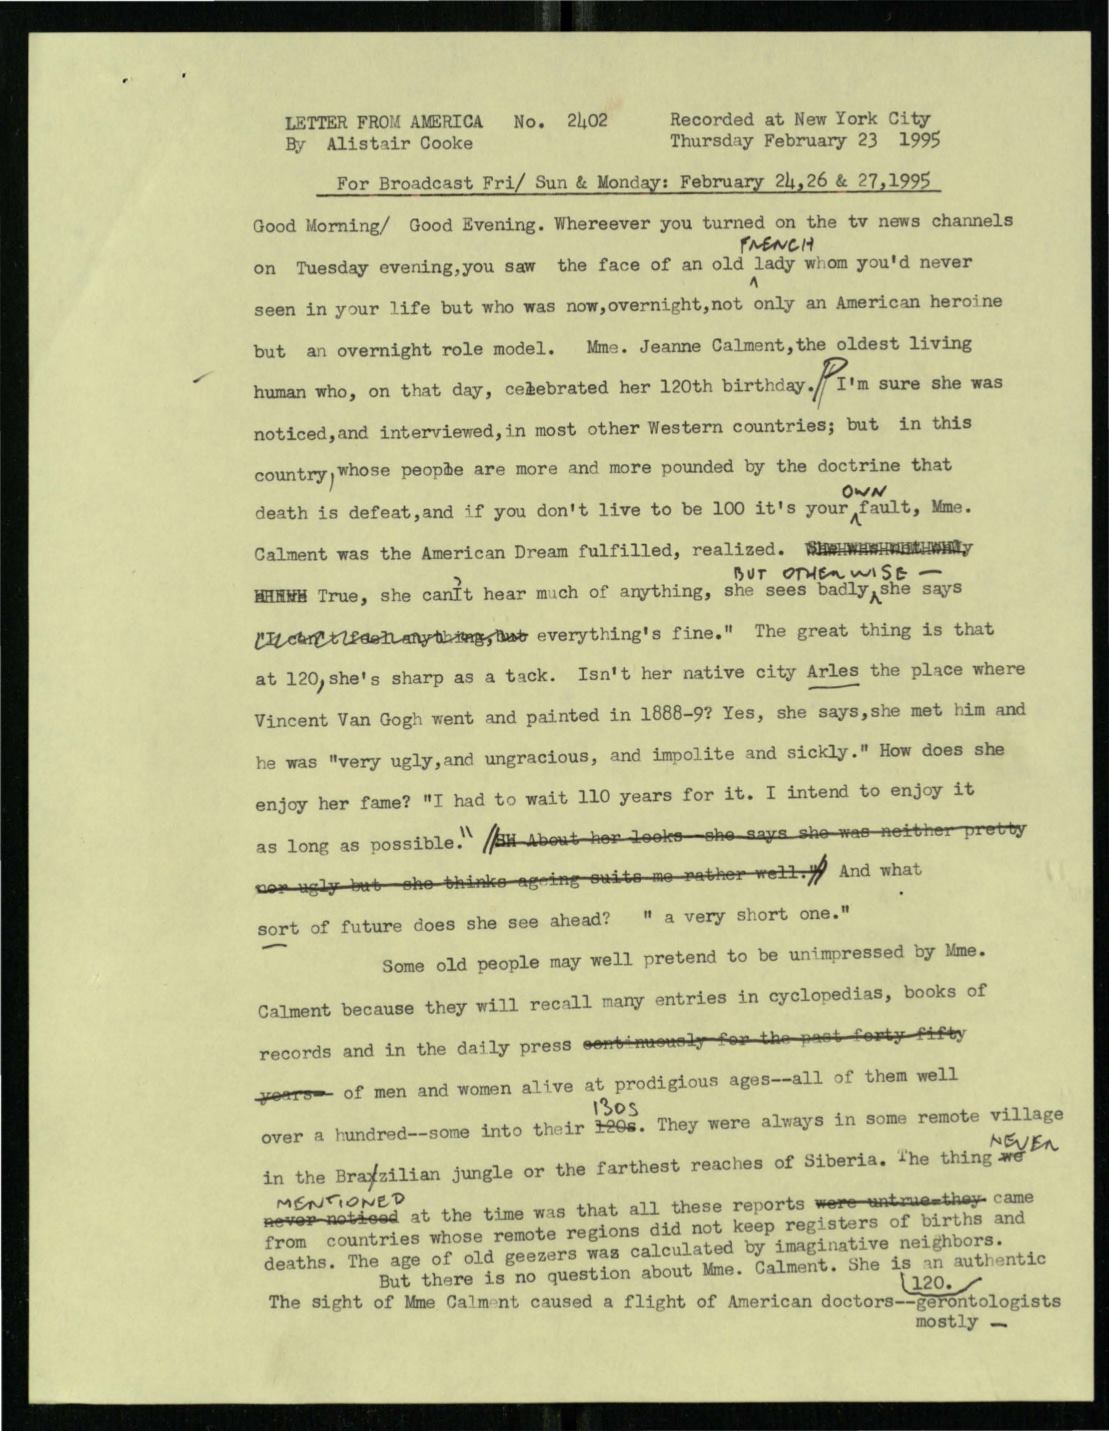 LETTER FROM AMERICA No. 2402 Recorded at New York City
By Alistair Cooke Thursday February 23 1995
For Broadcast Fri/ Sun & Monday: February 24,26 & 27,1995
Good Morning/ Good Evening. Whereever you turned on the tv news channels
FRENCH
on Tuesday evening,you saw the face of an old lady whom you'd never
seen in your life but who was now,overnight,not only an American heroine
but an overnight role model. Mme. Jeanne Calment,the oldest living
human who, on that day, celebrated her 120th birthday.// I'm sure she was
noticed,and interviewed,in most other Western countries; but in this
country,whose people are more and more pounded by the doctrine that
OWN
death is defeat,and if you don't live to be 100 it's your fault, Mme.
Calment was the American Dream fulfilled, realized.
BUT OTHERWISE —
True, she can't hear much of anything, she sees badly she says
"I can't feel anything, but everything's fine." The great thing is that
at 120,she's sharp as a tack. Isn't her native city Arles the place where
Vincent Van Gogh went and painted in 1888-9? Yes, she says,she met him and
he was "very ugly,and ungracious, and impolite and sickly." How does she
enjoy her fame? "I had to wait 110 years for it. I intend to enjoy it
as long as possible." //SH About her looks--she says she was neither pretty
nor ugly but she thinks ageing suits me rather well."// And what
sort of future does she see ahead? " a very short one."
Some old people may well pretend to be unimpressed by Mme.
Calment because they will recall many entries in cyclopedias, books of
records and in the daily press continuously for the past forty fifty
years- of men and women alive at prodigious ages--all of them well
130S
over a hundred--some into their 120s. They were always in some remote village
NEVER
in the Bra/zilian jungle or the farthest reaches of Siberia. The thing we
MENTIONED
never noticed at the time was that all these reports were untrue-they came
from countries whose remote regions did not keep registers of births and
deaths. The age of old geezers was calculated by imaginative neighbors.
But there is no question about Mme. Calment. She is an authentic
120.
The sight of Mme Calment caused a flight of American doctors--gerontologists
mostly —